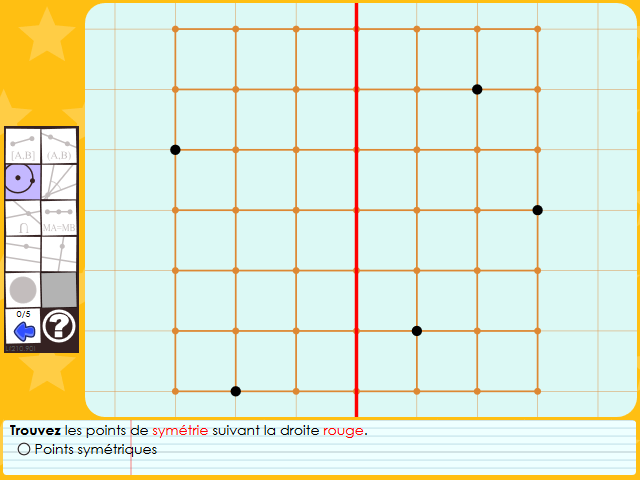 [A,B] (A,B)
MA=MB
0/5
?
Trouvez les points de symétrie suivant la droite rouge.
Points symétriques